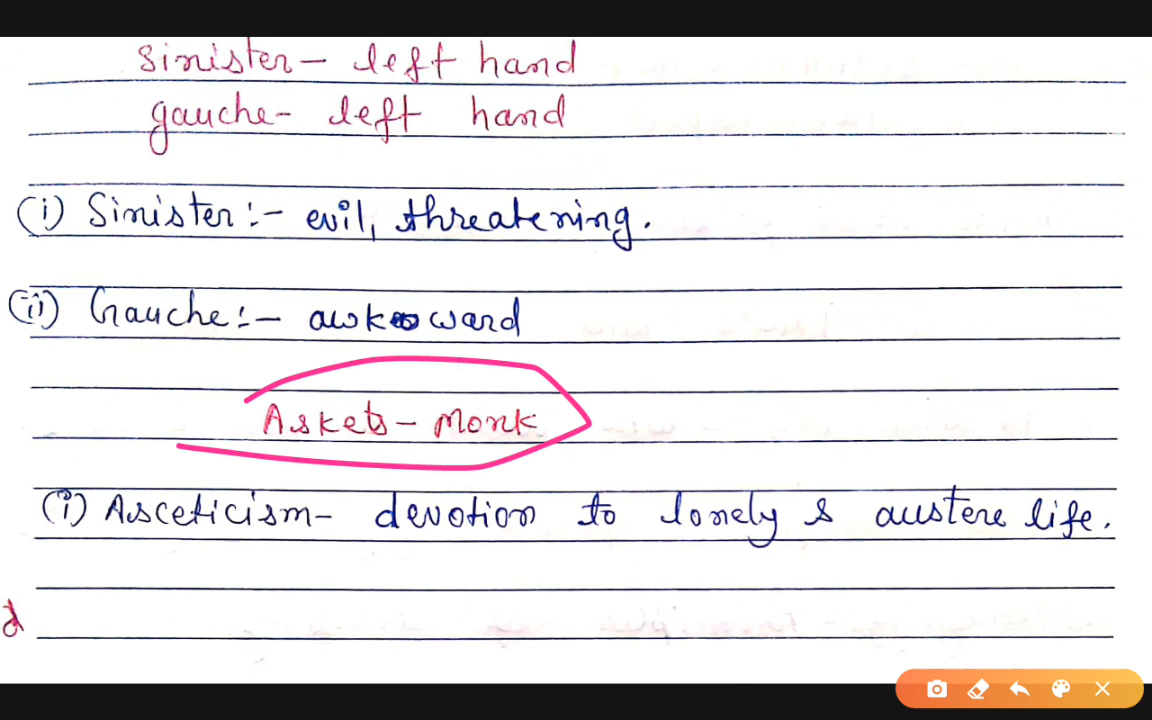 sinister - left hand
gauche - left hand
(i) Sinister :- evil, threatening.
(ii) Gauche :- awkward
Askets - Monk
(i) Asceticism - devotion to lonely & austere life.